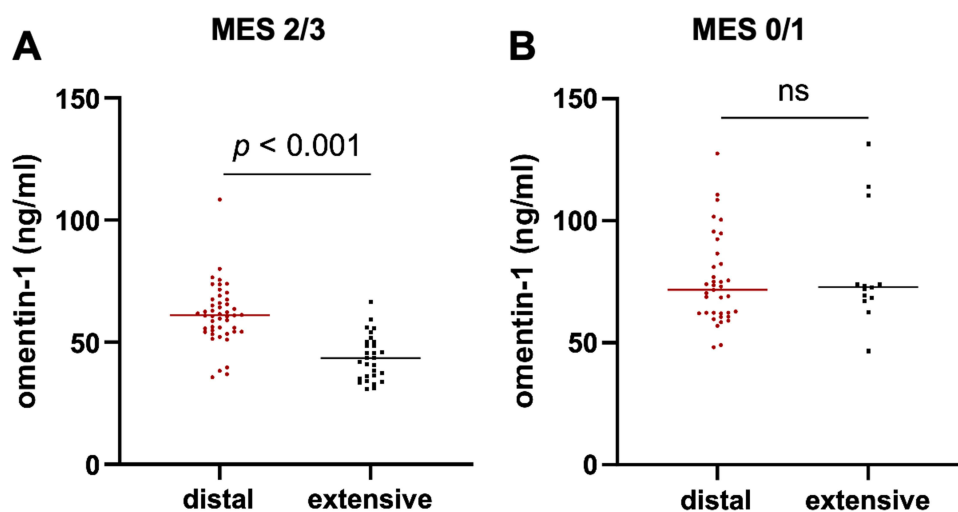 A
MES 2/3
omentin-1 (ng/ml)
150
100
50
0
p < 0.001
distal
extensive
B
MES 0/1
omentin-1 (ng/ml)
150
100
50
0
ns
distal
extensive